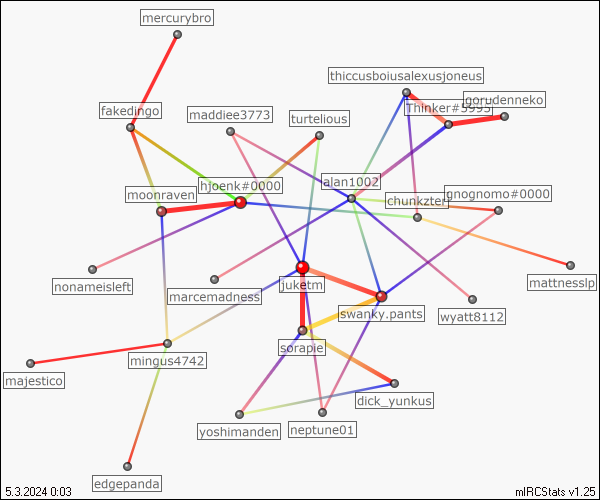 mercurybro
thiccusboiusalexusjoneus
fakedingo
maddiee3773
turtelious
Thinker#3995
gorudenneko
moonraven
hjoenk#0000
alan1002
chunkzter
gnognomo#0000
nonameisleft
marcemadness
juketm
swanky.pants
wyatt8112
mattnesslp
majestico
mingus4742
sorapie
dick_yunkus
yoshimanden
neptune01
edgepanda
5.3.2024 0:03
mIRCStats v1.25